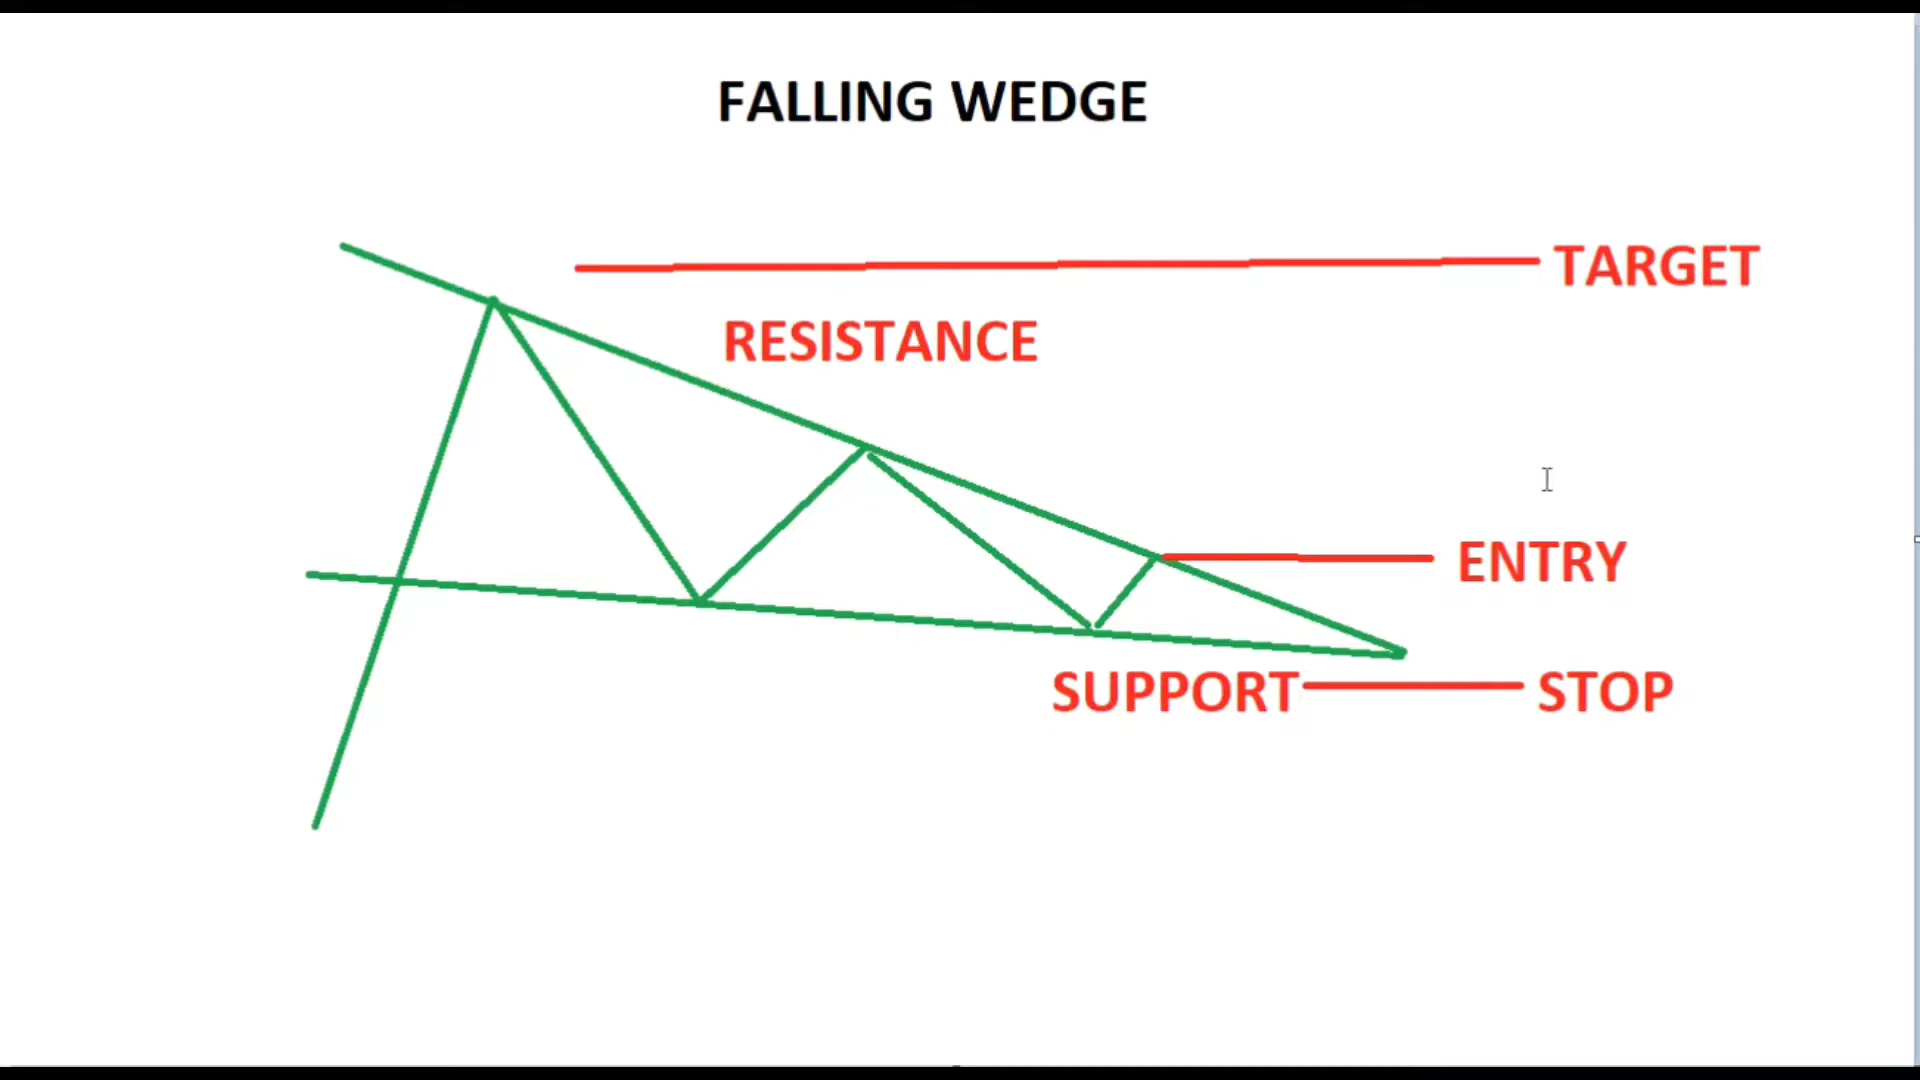 FALLING WEDGE
TARGET
RESISTANCE
ENTRY
SUPPORT STOP